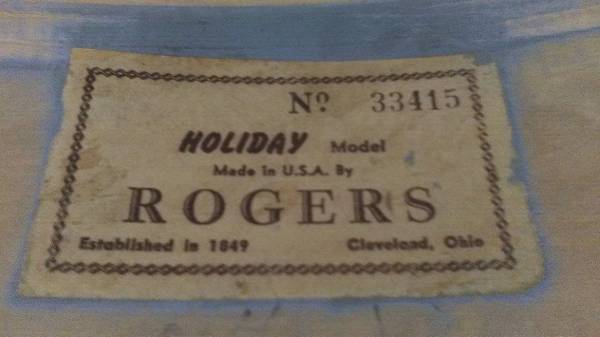 Nº 33415
HOLIDAY Model
Made in U.S.A. By
ROGERS
Established in 1849 Cleveland, Ohio